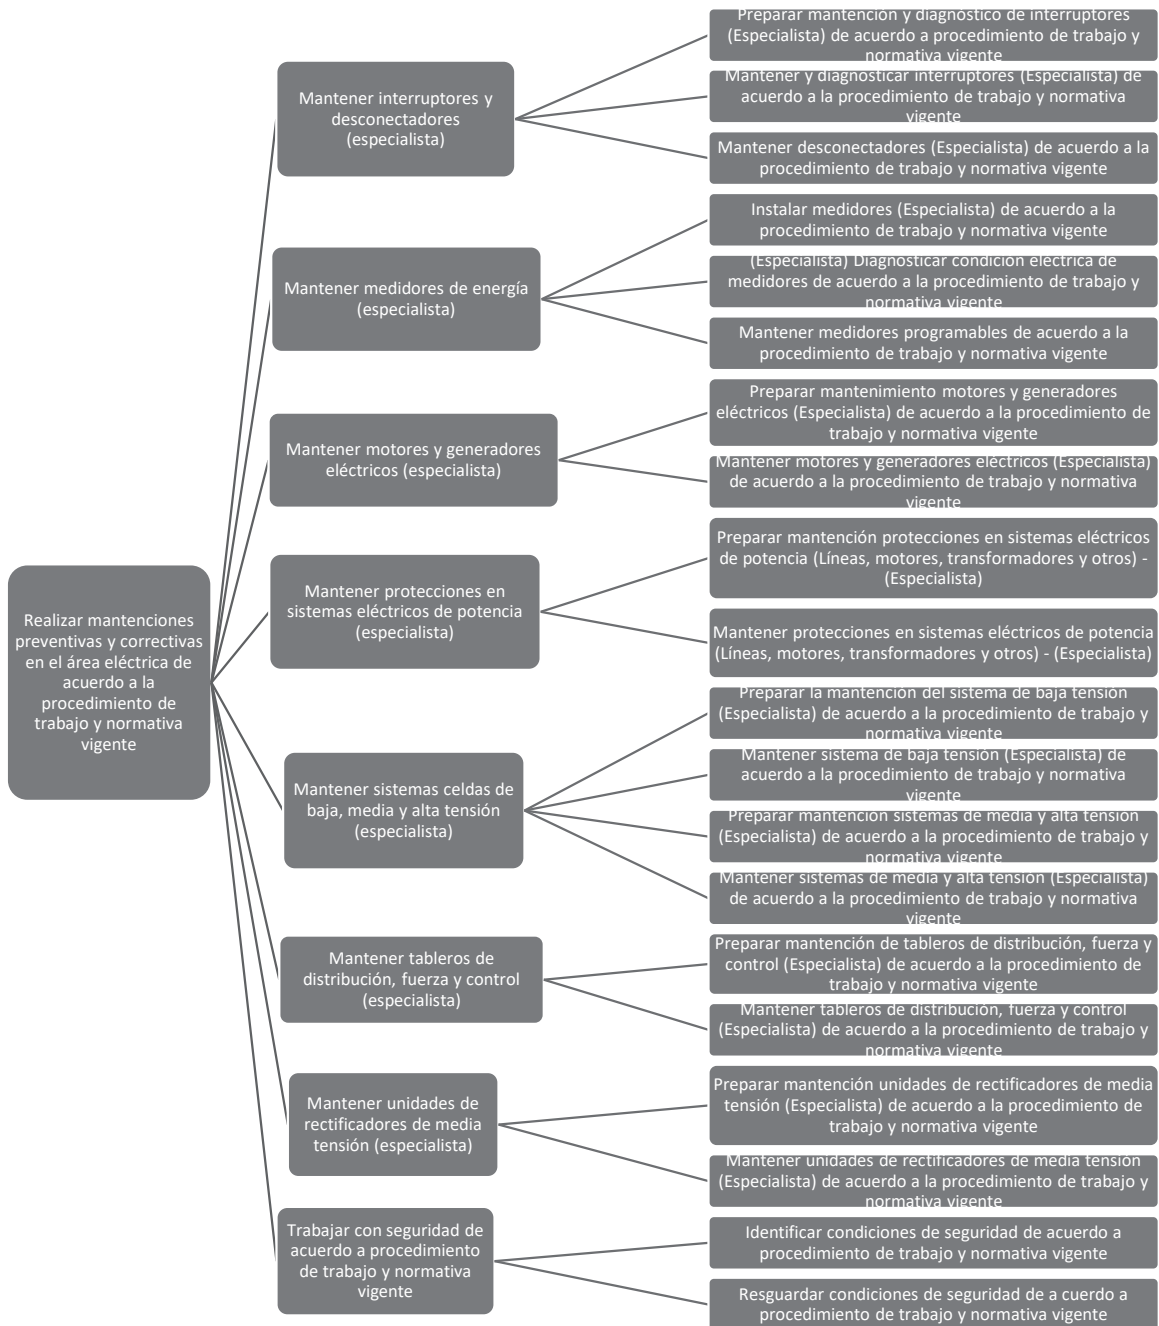 Realizar mantenciones
preventivas y correctivas
en el área eléctrica de
acuerdo a la
procedimiento de
trabajo y normativa
vigente
Mantener interruptores y
desconectadores
(especialista)
Preparar mantención y diagnóstico de interruptores
(Especialista) de acuerdo a procedimiento de trabajo y
normativa vigente
Mantener y diagnosticar interruptores (Especialista) de
acuerdo a la procedimiento de trabajo y normativa
vigente
Mantener desconectadores (Especialista) de acuerdo a la
procedimiento de trabajo y normativa vigente
Mantener medidores de energía
(especialista)
Instalar medidores (Especialista) de acuerdo a la
procedimiento de trabajo y normativa vigente
(Especialista) Diagnosticar condición eléctrica de
medidores de acuerdo a la procedimiento de trabajo y
normativa vigente
Mantener medidores programables de acuerdo a la
procedimiento de trabajo y normativa vigente
Mantener motores y generadores
eléctricos (especialista)
Preparar mantenimiento motores y generadores
eléctricos (Especialista) de acuerdo a la procedimiento de
trabajo y normativa vigente
Mantener motores y generadores eléctricos (Especialista)
de acuerdo a la procedimiento de trabajo y normativa
vigente
Mantener protecciones en
sistemas eléctricos de potencia
(especialista)
Preparar mantención protecciones en sistemas eléctricos
de potencia (Líneas, motores, transformadores y otros) -
(Especialista)
Mantener protecciones en sistemas eléctricos de potencia
(Líneas, motores, transformadores y otros) - (Especialista)
Mantener sistemas celdas de
baja, media y alta tensión
(especialista)
Preparar la mantención del sistema de baja tensión
(Especialista) de acuerdo a la procedimiento de trabajo y
normativa vigente
Mantener sistema de baja tensión (Especialista) de
acuerdo a la procedimiento de trabajo y normativa
vigente
Preparar mantención sistemas de media y alta tensión
(Especialista) de acuerdo a la procedimiento de trabajo y
normativa vigente
Mantener sistemas de media y alta tensión (Especialista)
de acuerdo a la procedimiento de trabajo y normativa
vigente
Mantener tableros de
distribución, fuerza y control
(especialista)
Preparar mantención de tableros de distribución, fuerza y
control (Especialista) de acuerdo a la procedimiento de
trabajo y normativa vigente
Mantener tableros de distribución, fuerza y control
(Especialista) de acuerdo a la procedimiento de trabajo y
normativa vigente
Mantener unidades de
rectificadores de media
tensión (especialista)
Preparar mantención unidades de rectificadores de media
tensión (Especialista) de acuerdo a la procedimiento de
trabajo y normativa vigente
Mantener unidades de rectificadores de media tensión
(Especialista) de acuerdo a la procedimiento de trabajo y
normativa vigente
Trabajar con seguridad de
acuerdo a procedimiento
de trabajo y normativa
vigente
Identificar condiciones de seguridad de acuerdo a
procedimiento de trabajo y normativa vigente
Resguardar condiciones de seguridad de a cuerdo a
procedimiento de trabajo y normativa vigente